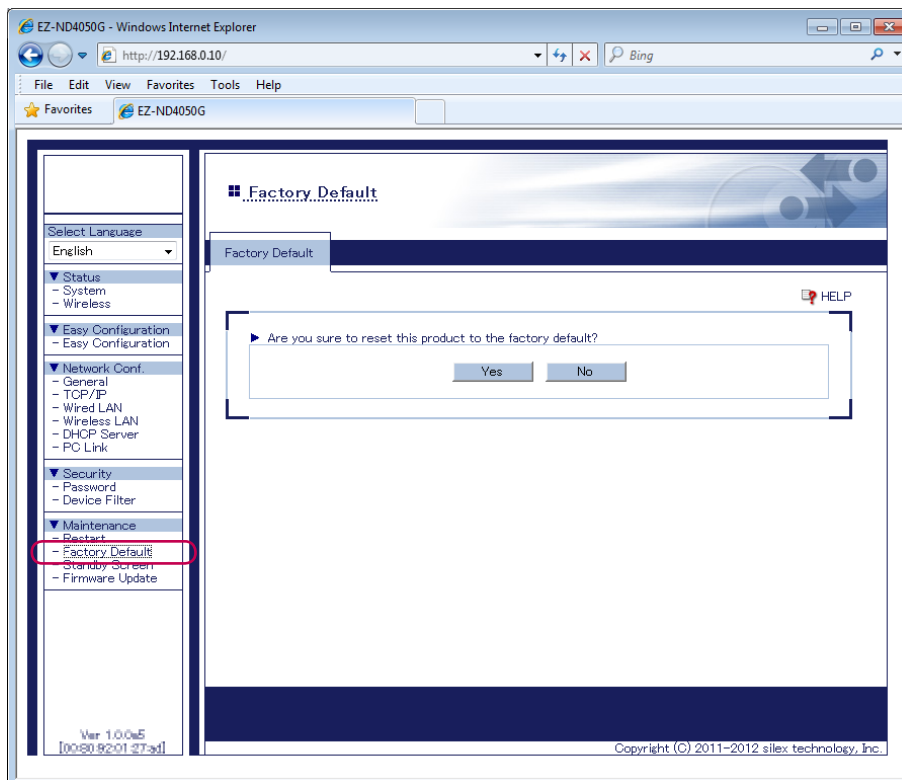 EZ-ND4050G - Windows Internet Explorer
http://192.168.0.10/
Bing
File Edit View Favorites Tools Help
Favorites
EZ-ND4050G
Factory Default
Select Language
English
Factory Default
HELP
▼ Status
- System
- Wireless
▼ Easy Configuration
- Easy Configuration
▼ Network Conf.
- General
- TCP/IP
- Wired LAN
- Wireless LAN
- DHCP Server
- PC Link
▼ Security
- Password
- Device Filter
▼ Maintenance
- Restart
- Factory Default
- Standby Screen
- Firmware Update
Are you sure to reset this product to the factory default?
Yes No
Ver 1.0.0a5
[00:80:92:01:27:ad]
Copyright (C) 2011-2012 silex technology, Inc.